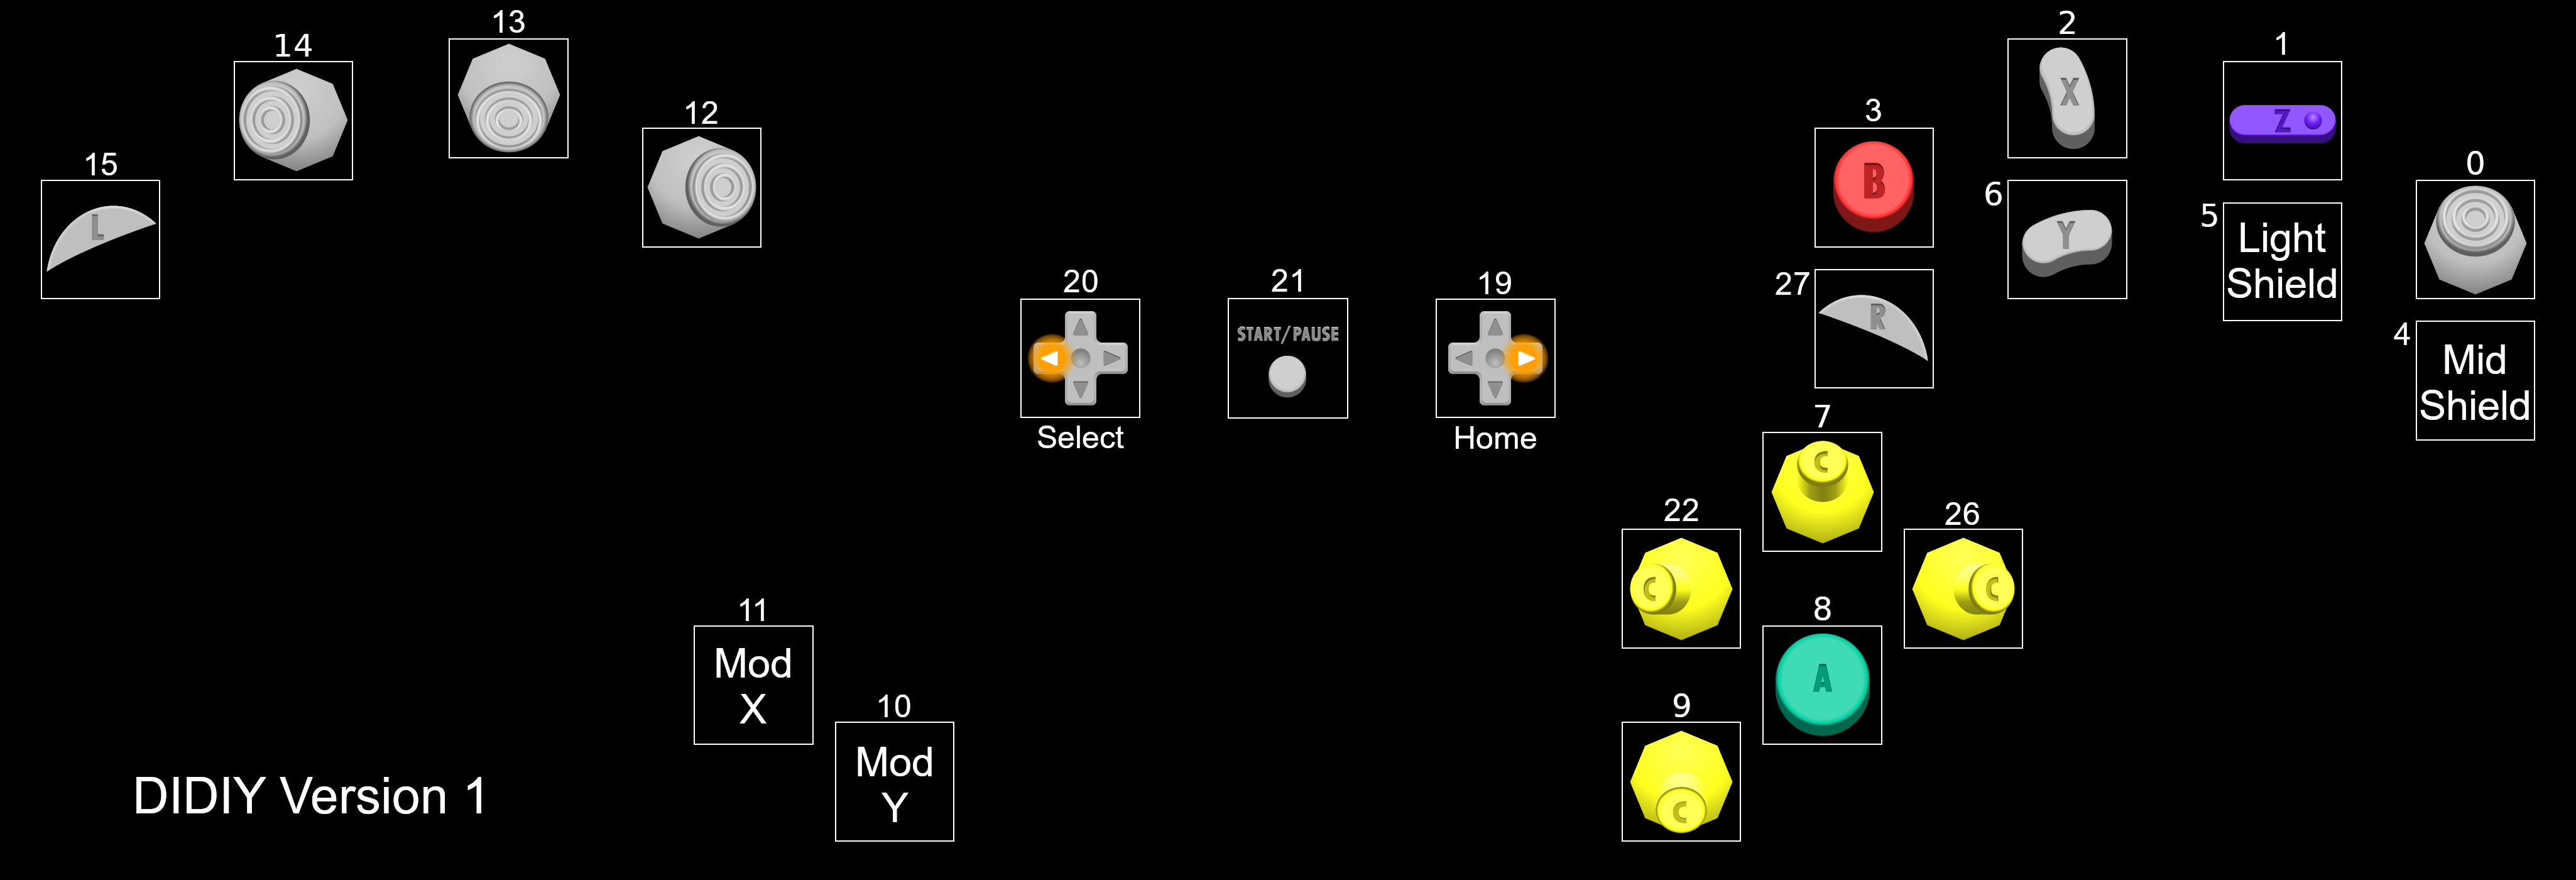 13
2
14
1
12
3
X
15
0
Z
B
6
5
L
Y
Light
Shield
20
21
19
27
R
4
START/PAUSE
Mid
Shield
Select
Home
7
C
22
26
C
C
11
8
Mod
X
A
10
9
Mod
Y
C
DIDIY Version 1